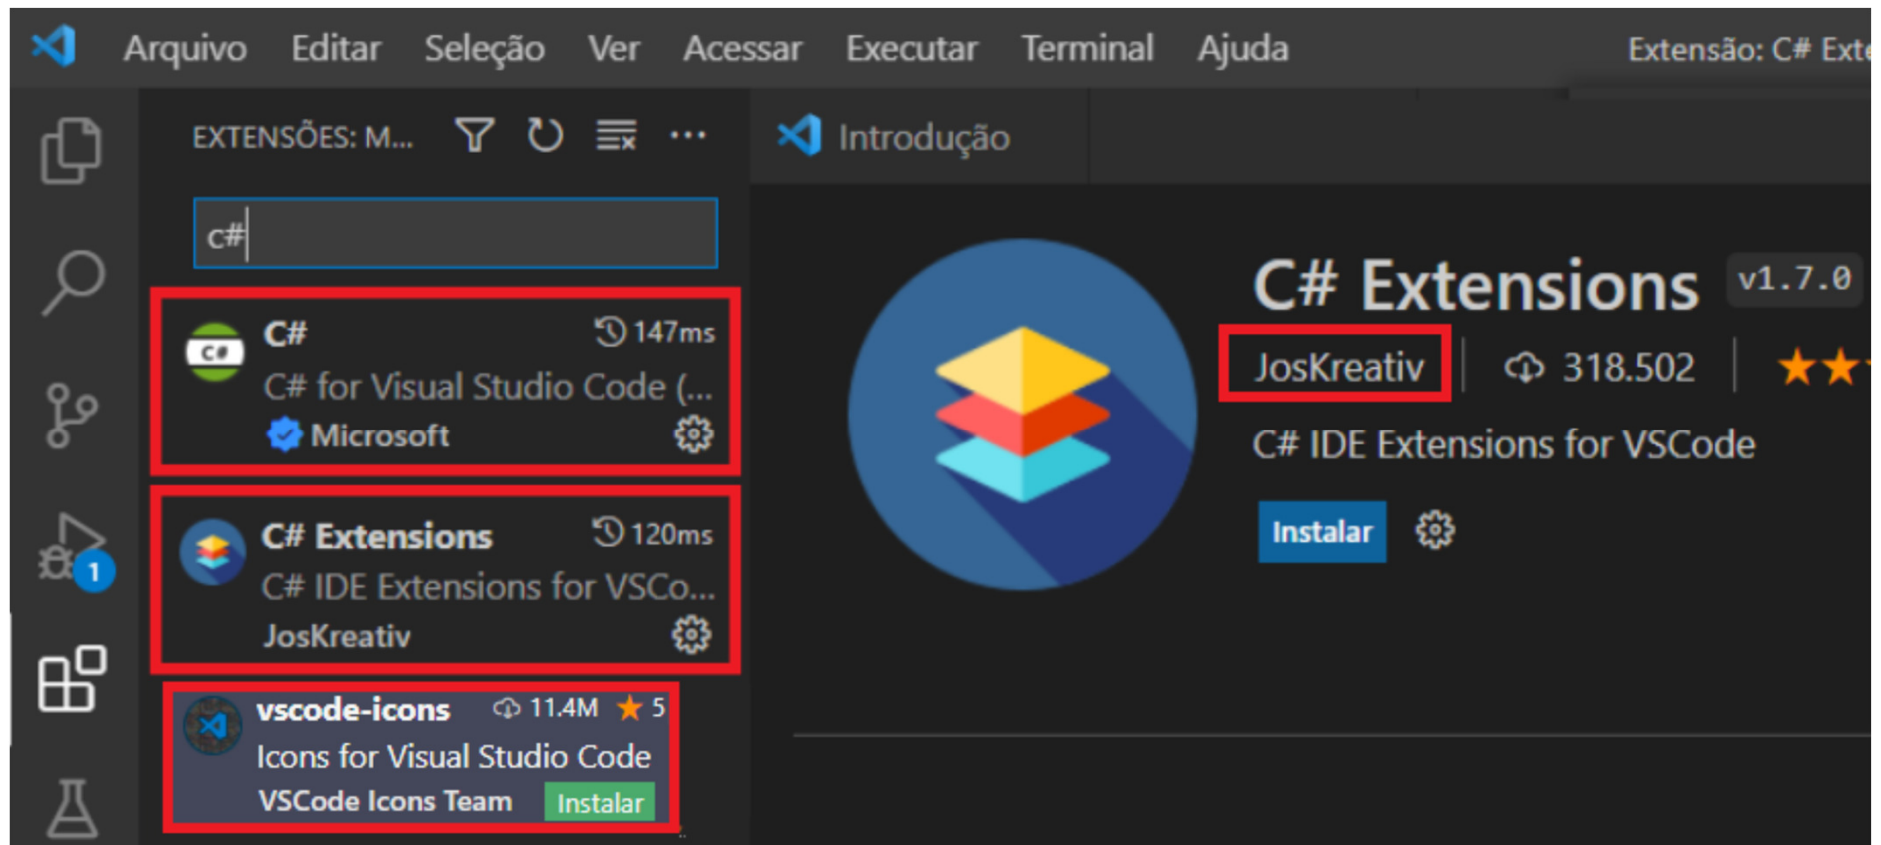 Arquivo Editar Seleção Ver Acessar Executar Terminal Ajuda Extensão: C# Exte
EXTENSÕES: M...
Introdução
c#
C# 147ms
C# for Visual Studio Code (...
Microsoft
C# Extensions 120ms
C# IDE Extensions for VSCo...
JosKreativ
vscode-icons 11.4M 5
Icons for Visual Studio Code
VSCode Icons Team Instalar
1
C# Extensions v1.7.0
JosKreativ 318.502
C# IDE Extensions for VSCode
Instalar